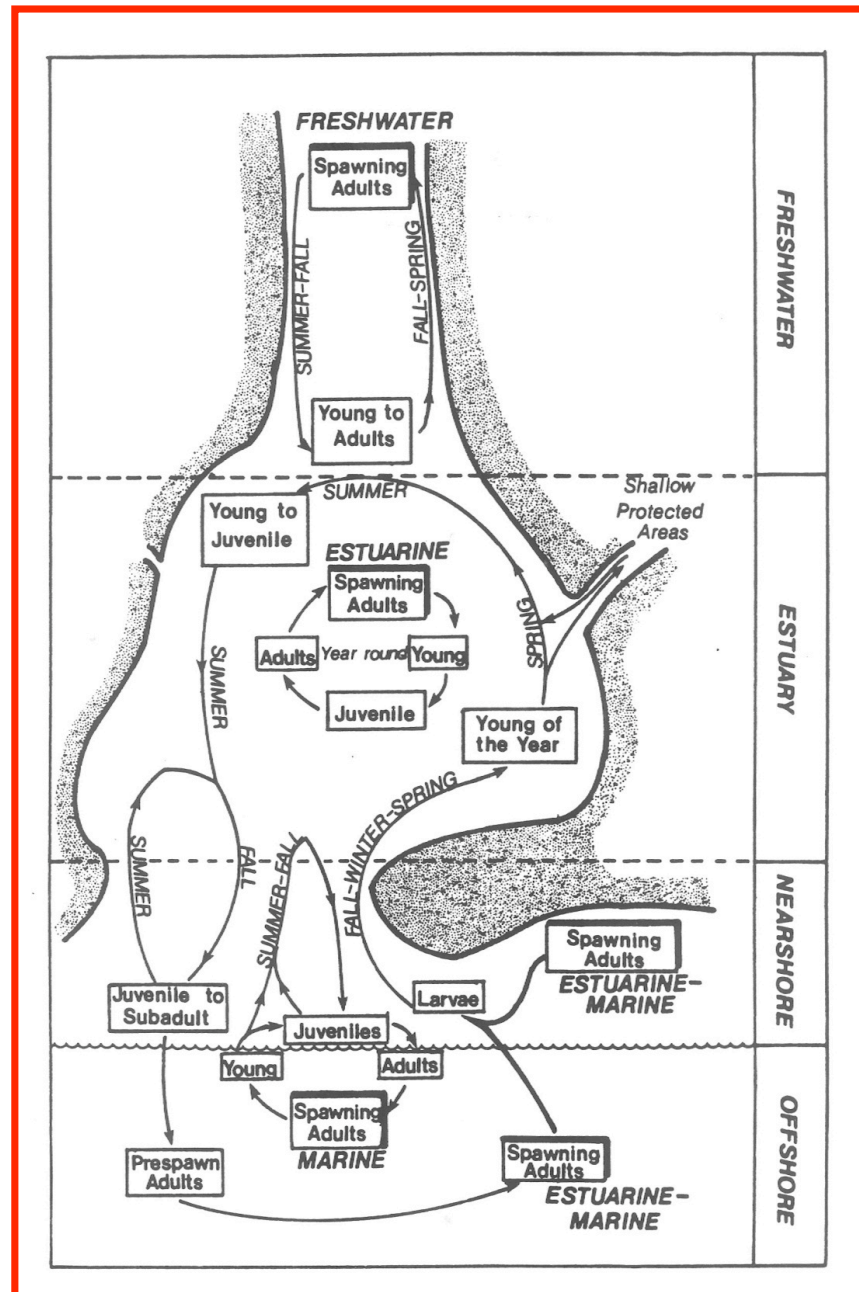 FRESHWATER
Spawning
Adults
SUMMER-FALL
FALL-SPRING
Young to
Adults
FRESHWATER
SUMMER
Young to
Juvenile
Shallow
Protected
Areas
ESTUARINE
Spawning
Adults
Adults
Year round
Young
Juvenile
SPRING
SUMMER
Young of
the Year
ESTUARY
SUMMER
FALL
SUMMER-FALL
FALL-WINTER-SPRING
Spawning
Adults
ESTUARINE-
MARINE
Larvae
Juvenile to
Subadult
Juveniles
NEARSHORE
Young
Adults
Spawning
Adults
MARINE
Prespawn
Adults
Spawning
Adults
ESTUARINE-
MARINE
OFFSHORE